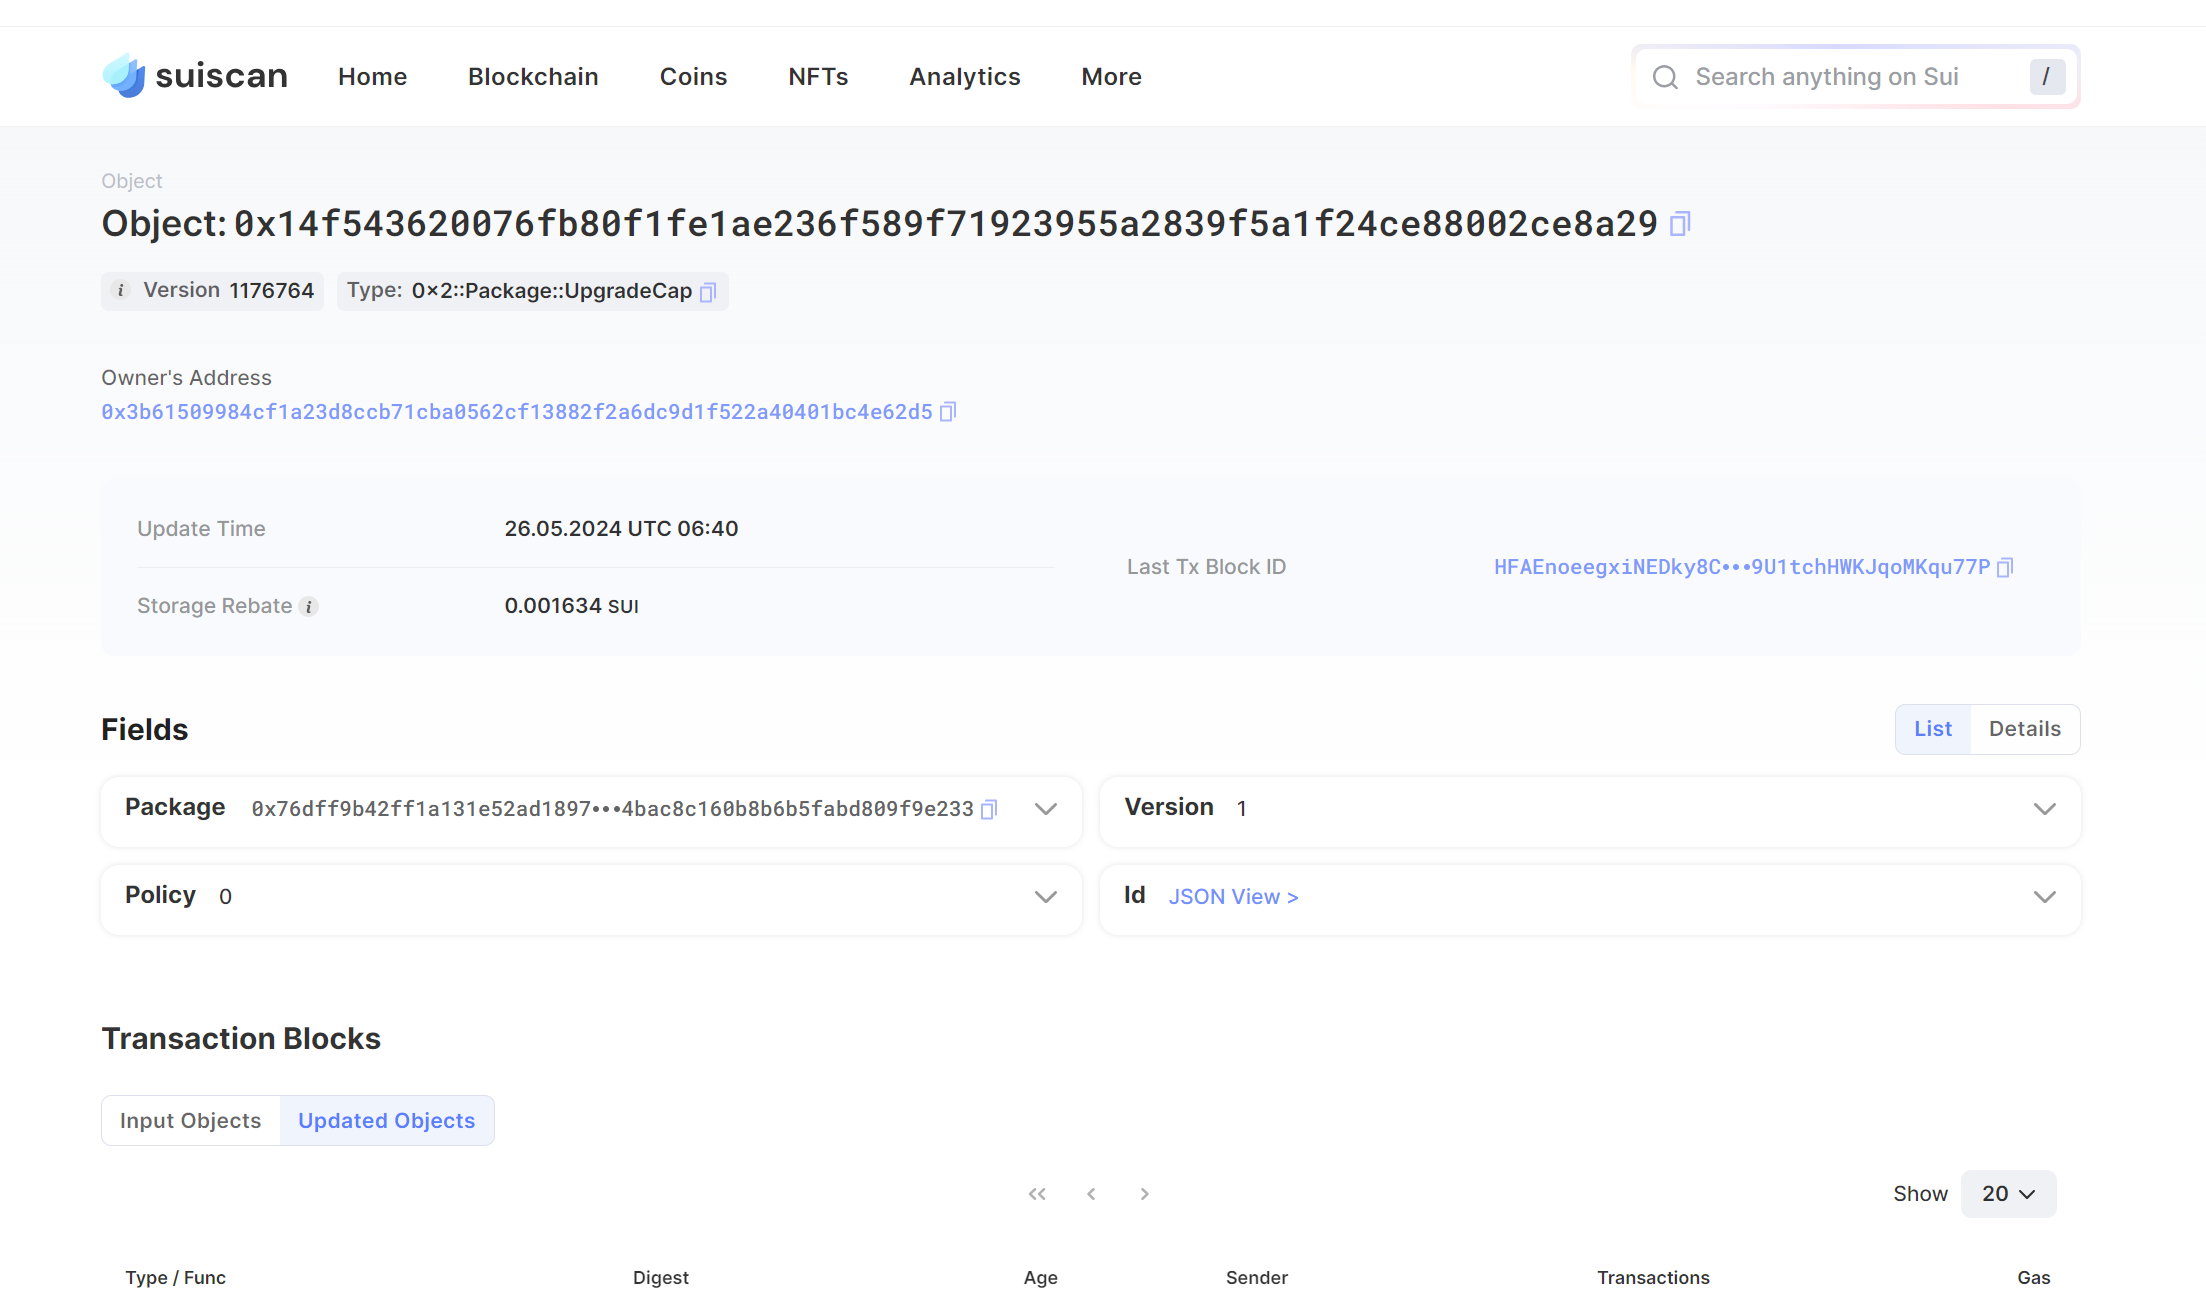 suiscan Home Blockchain Coins NFTs Analytics More Search anything on Sui /
Object
Object: 0x14f543620076fb80f1fe1ae236f589f71923955a2839f5a1f24ce88002ce8a29
i Version 1176764 Type: 0×2::Package::UpgradeCap
Owner's Address
0x3b61509984cf1a23d8ccb71cba0562cf13882f2a6dc9d1f522a40401bc4e62d5
Update Time 26.05.2024 UTC 06:40
Last Tx Block ID HFAEnoeegxiNEDky8C•••9U1tchHWKJqoMKqu77P
Storage Rebate i 0.001634 SUI
Fields List Details
Package 0x76dff9b42ff1a131e52ad1897•••4bac8c160b8b6b5fabd809f9e233 Version 1
Policy 0 Id JSON View >
Transaction Blocks
Input Objects Updated Objects
Show 20
Type / Func Digest Age Sender Transactions Gas